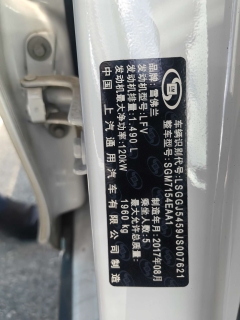 品牌:雪佛兰
车辆识别代号:LSGGJ5459JS007621
发动机型号:LFV 整车型号:SGM7154EAA1
发动机排量:1.490 L 制造年月:2017年08月
发动机最大净功率:120kW 乘坐人数:5
最大允许总质量: 1960 kg
中国 上汽通用汽车有限公司制造